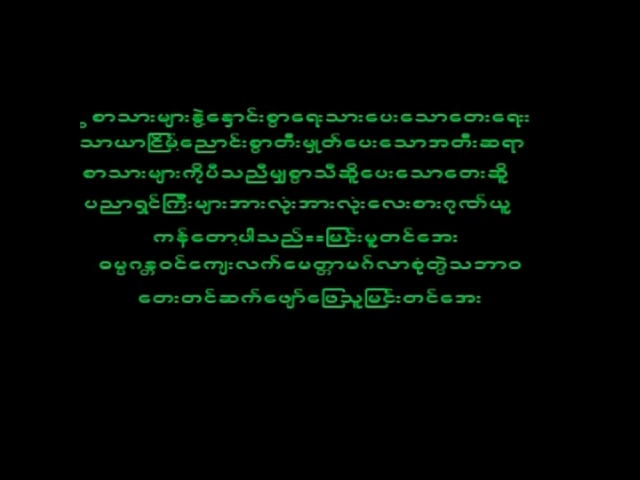 စာသားများနွဲ့နှောင်းစွာရေးသားပေးသောတေးရေး
သာယာငြိမ့်ညောင်းစွာတီးမှုတ်ပေးသောအတီးဆရာ
စာသားများကိုပီသညီမျှစွာသီဆိူပေးသောတေးဆိူ
ပညာရှင်ကြီးများအားလုံးအားလုံးလေးစားဂုဏ်ယူ
ကန်တော့ပါသည်==မြင်းမူတင်အေး
ဓမ္မဂန္တဝင်ကျေးလက်မေတ္တာမဂ်လာစုံတွဲသဘာဝ
တေးတင်ဆက်ဖျော်ဖြေသူမြင်းတင်အေး